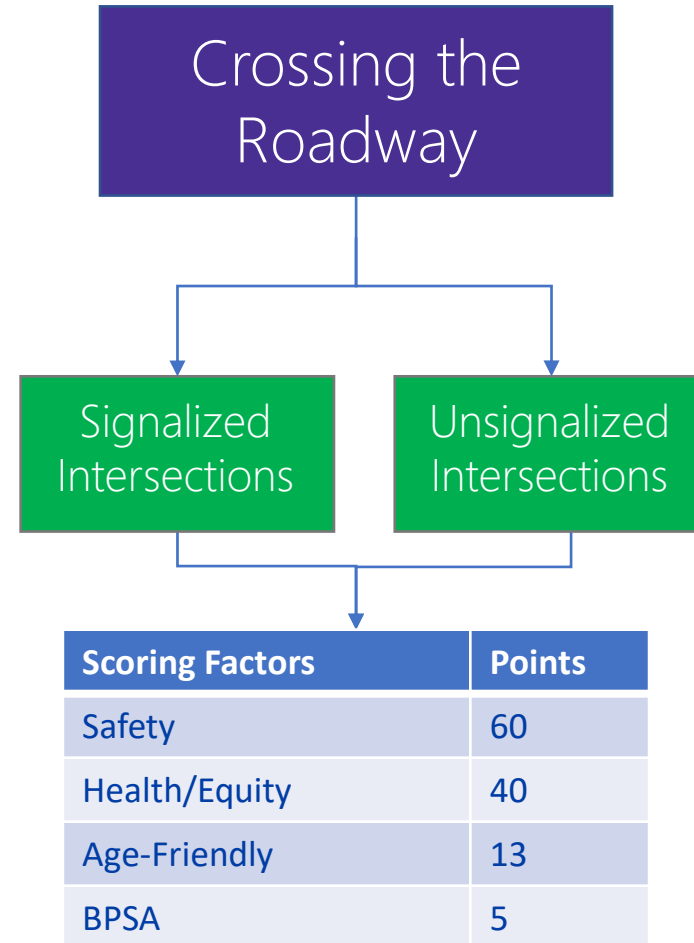 Crossing the
Roadway
Signalized
Intersections
Unsignalized
Intersections
Scoring Factors Points
Safety 60
Health/Equity 40
Age-Friendly 13
BPSA 5